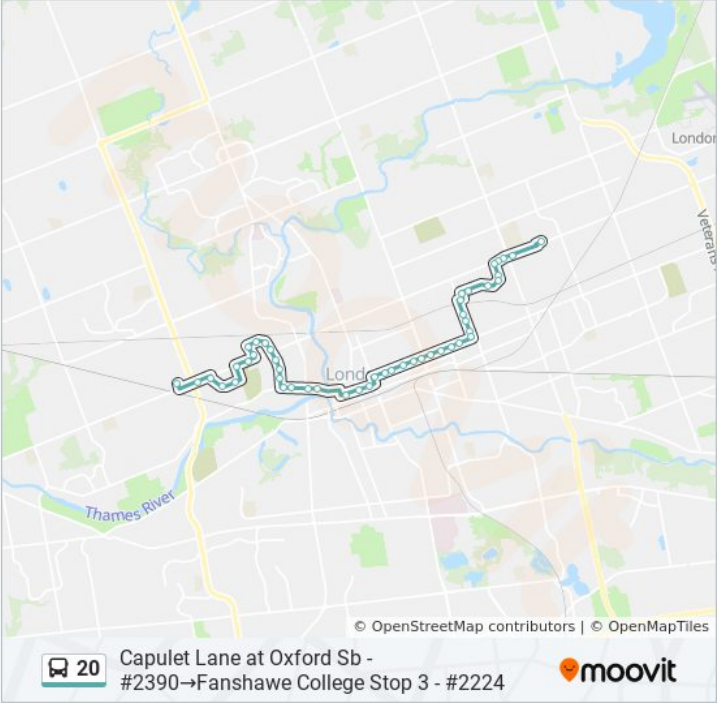 London
Veterans
Lond
Thames River
© OpenStreetMap contributors | © OpenMapTiles
20
Capulet Lane at Oxford Sb -
#2390→Fanshawe College Stop 3 - #2224
moovit